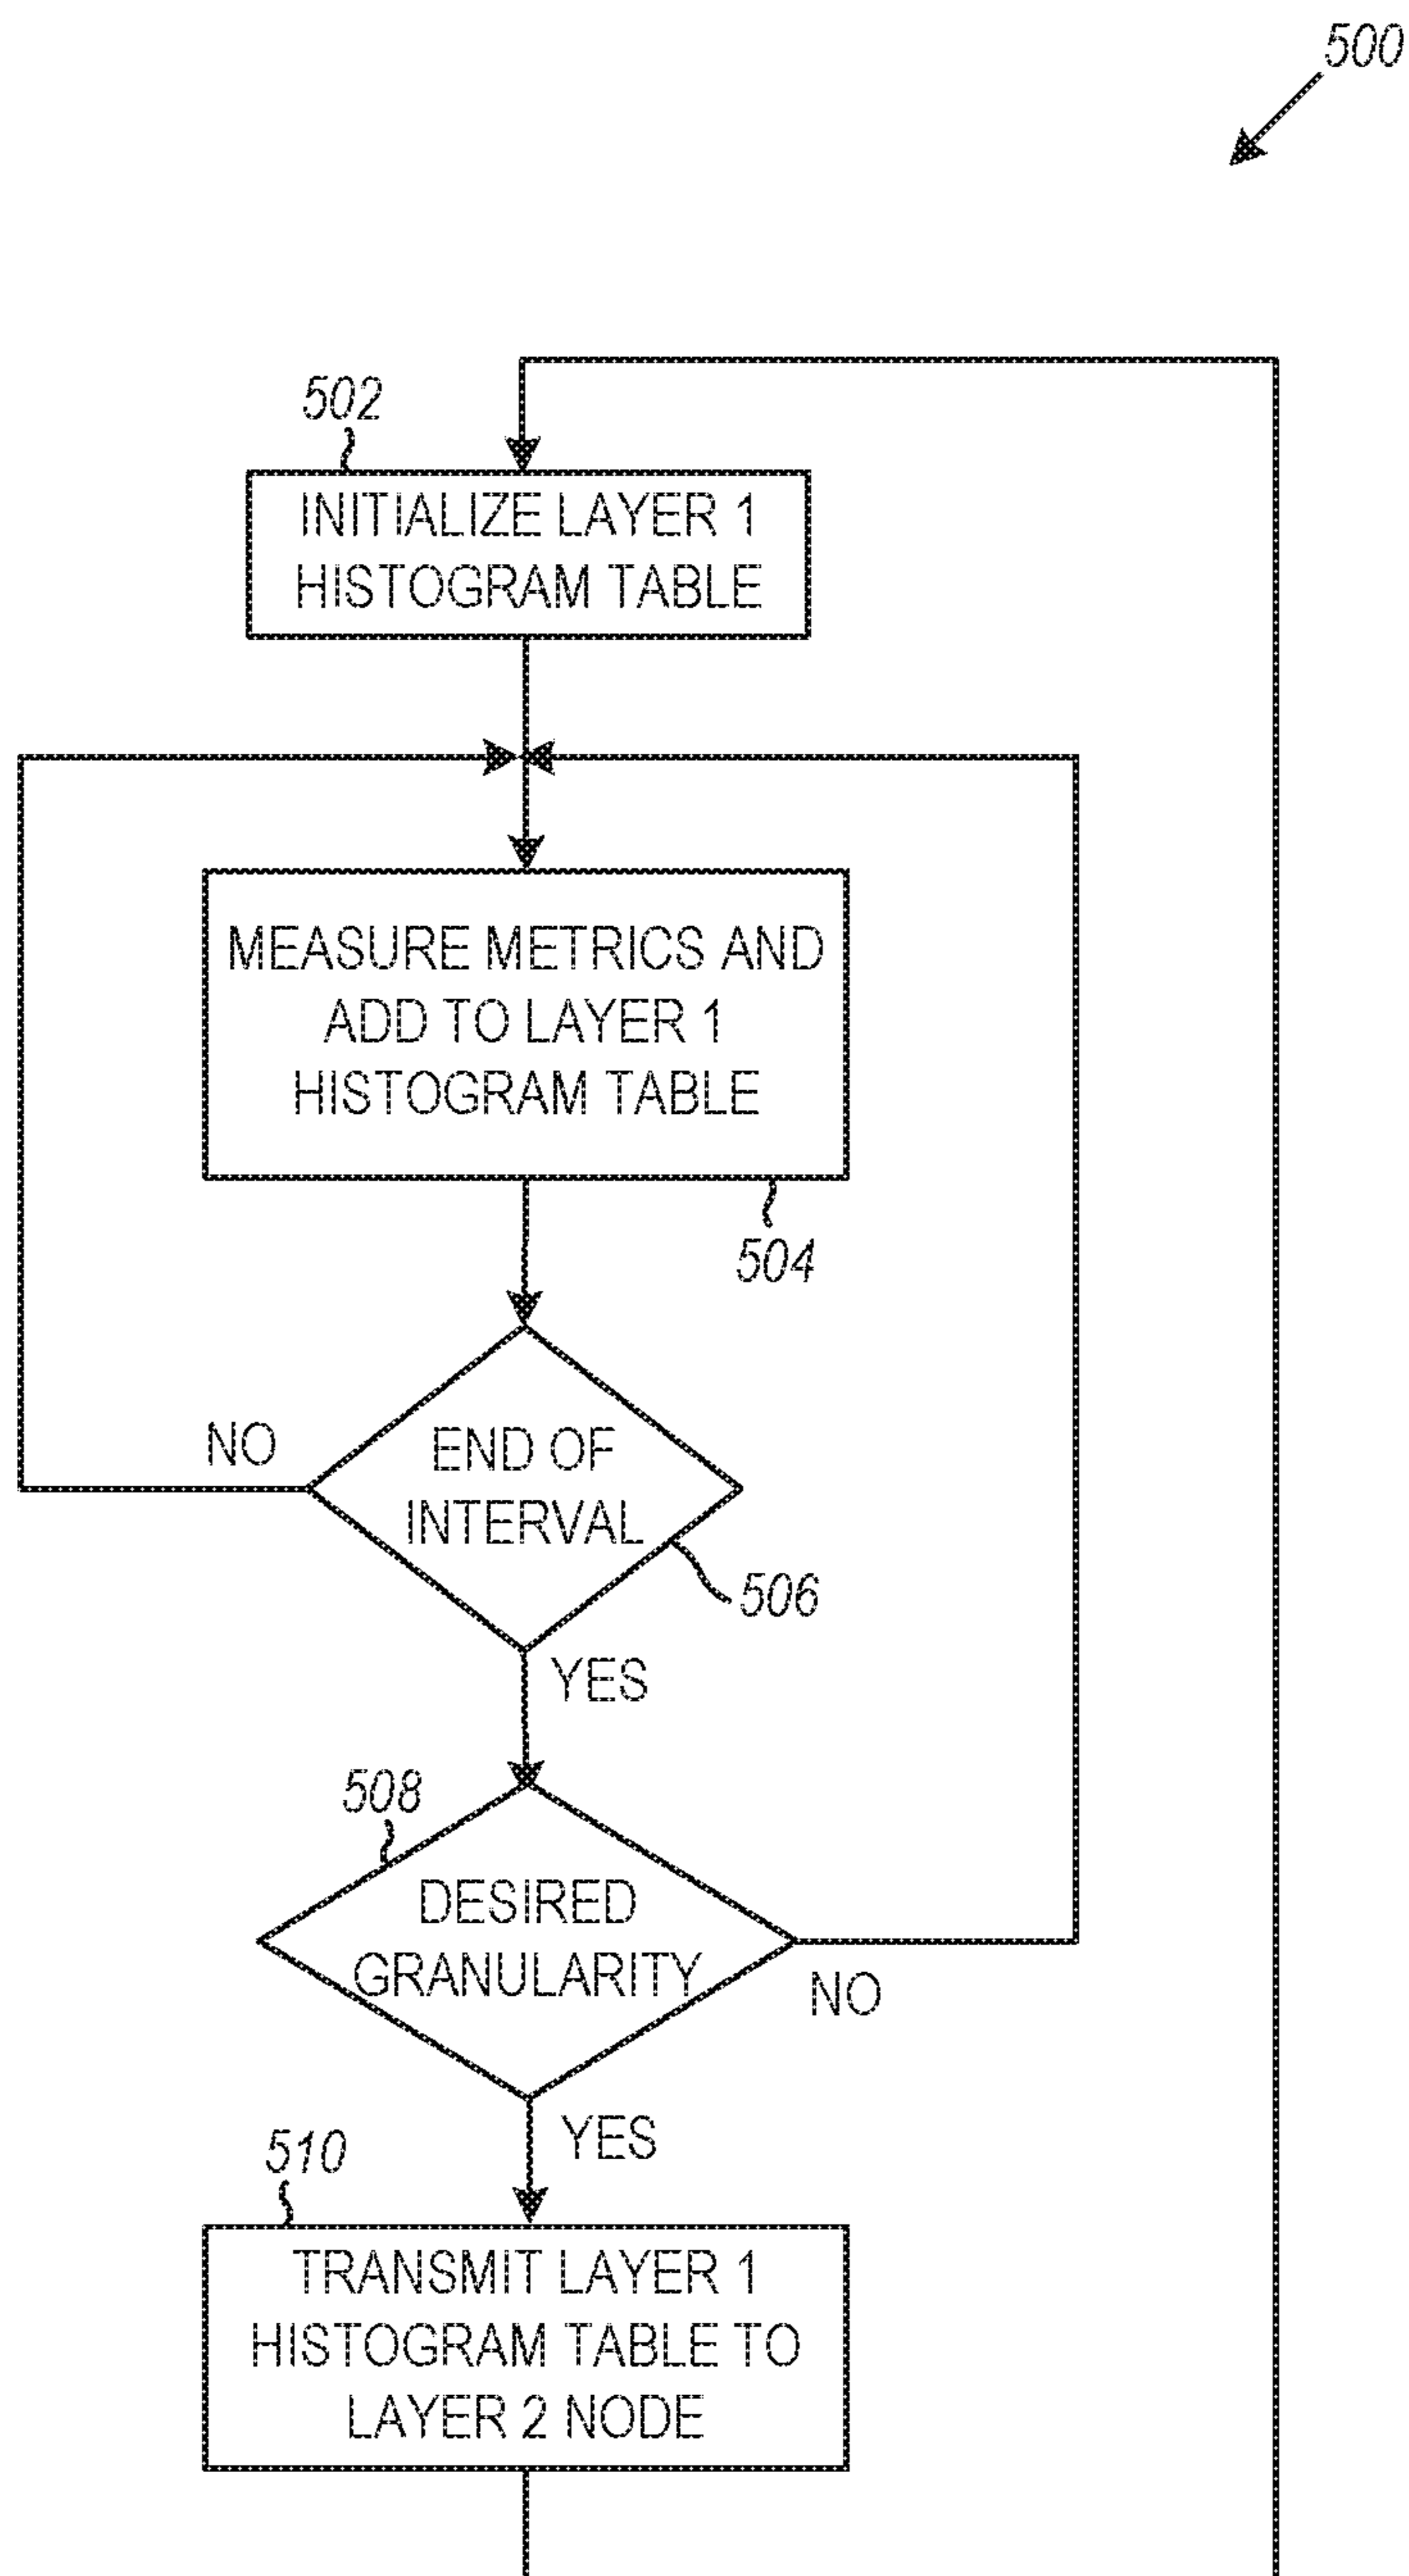 500
502
INITIALIZE LAYER 1
HISTOGRAM TABLE
MEASURE METRICS AND
ADD TO LAYER 1
HISTOGRAM TABLE
504
NO
END OF
INTERVAL
506
YES
508
DESIRED
GRANULARITY
NO
YES
510
TRANSMIT LAYER 1
HISTOGRAM TABLE TO
LAYER 2 NODE